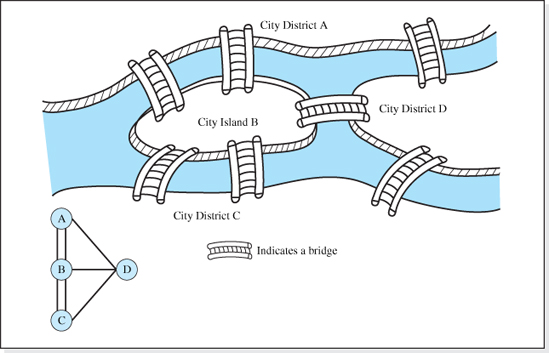 City District A
City District D
City Island B
City District C
A
B
D
C
Indicates a bridge